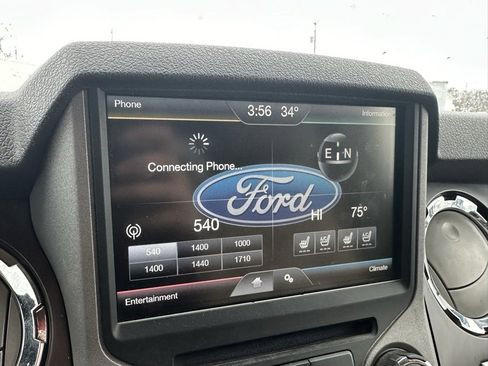 Phone
3:56 34°
Information
Connecting Phone...
E N
Ford
540
HI 75°
540 1400 1000
1400 1440 1710
Entertainment
Climate